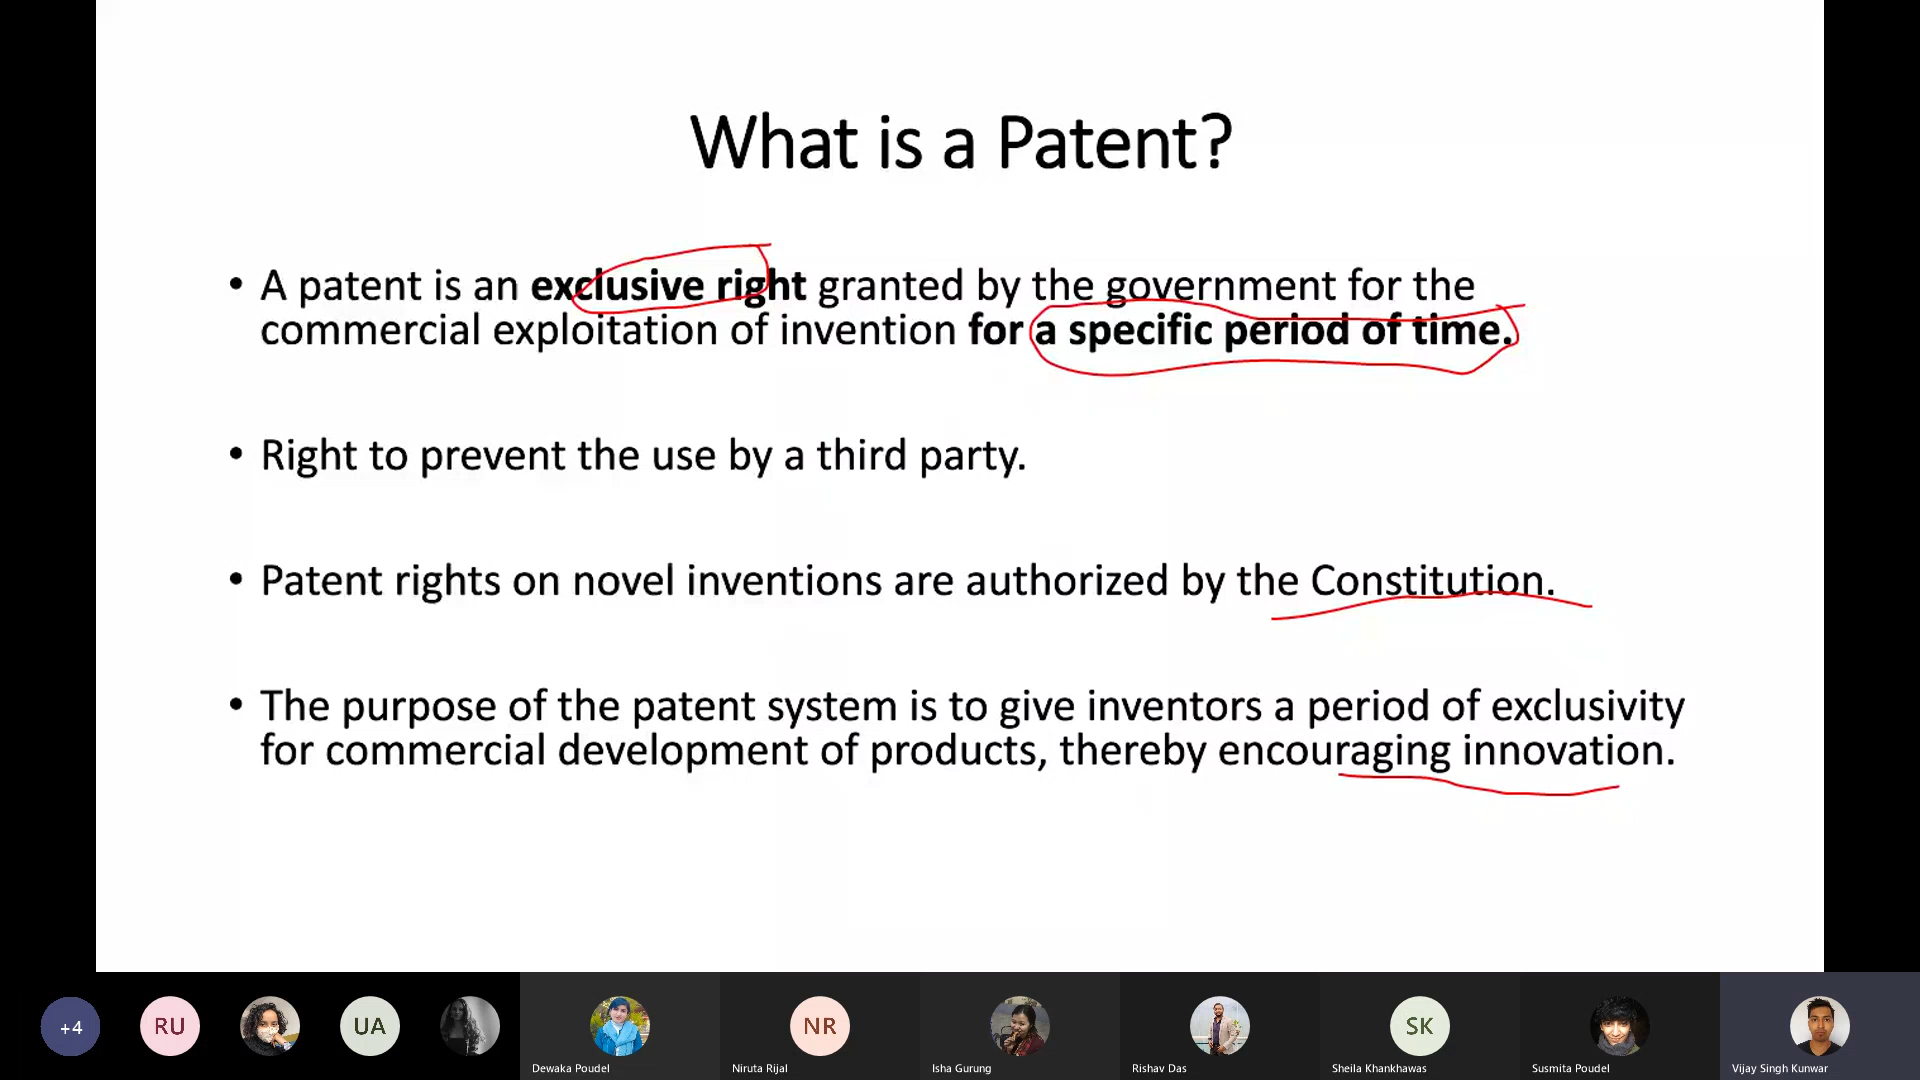 What is a Patent?
• A patent is an exclusive right granted by the government for the
commercial exploitation of invention for a specific period of time.
• Right to prevent the use by a third party.
• Patent rights on novel inventions are authorized by the Constitution.
• The purpose of the patent system is to give inventors a period of exclusivity
for commercial development of products, thereby encouraging innovation.
+4 RU UA NR SK
Dewaka Poudel Niruta Rijal Isha Gurung Rishav Das Sheila Khankhawas Susmita Poudel Vijay Singh Kunwar